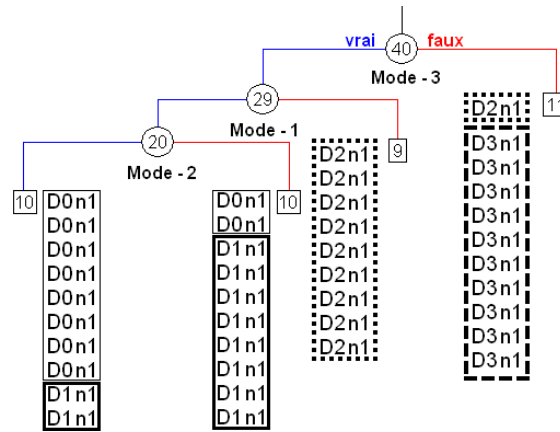 vrai
40
faux
Mode - 3
29
Mode - 1
20
Mode - 2
10
D0n1
D0n1
D0n1
D0n1
D0n1
D0n1
D0n1
D0n1
D1n1
D1n1
10
D0n1
D0n1
D1n1
D1n1
D1n1
D1n1
D1n1
D1n1
D1n1
D1n1
9
D2n1
D2n1
D2n1
D2n1
D2n1
D2n1
D2n1
D2n1
D2n1
11
D2n1
D3n1
D3n1
D3n1
D3n1
D3n1
D3n1
D3n1
D3n1
D3n1
D3n1